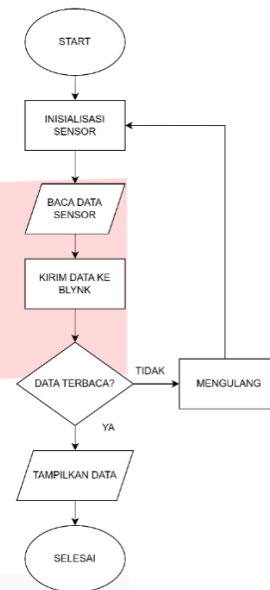 START
INISIALISASI
SENSOR
BACA DATA
SENSOR
KIRIM DATA KE
BLYNK
DATA TERBACA?
TIDAK
MENGULANG
YA
TAMPILKAN DATA
SELESAI